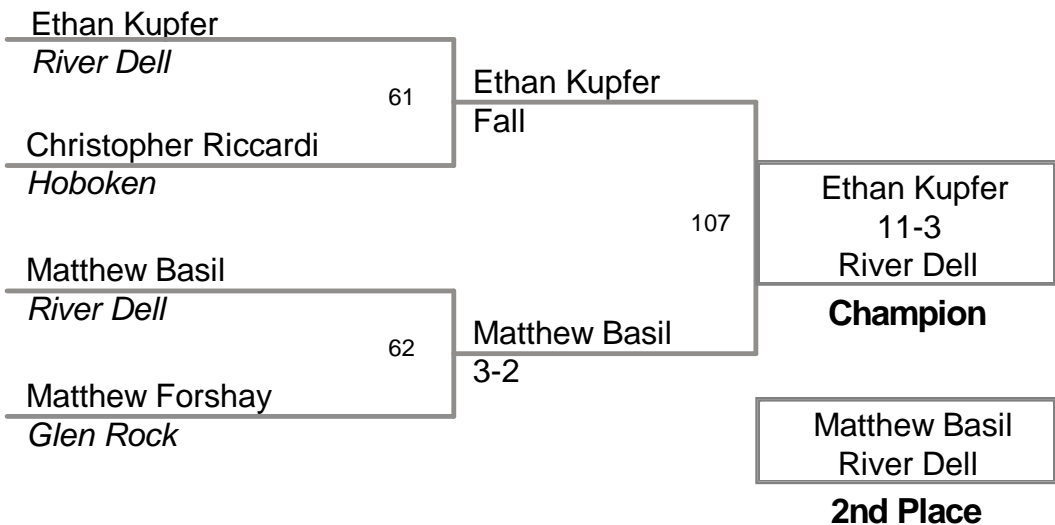 Ethan Kupfer
River Dell
61
Christopher Riccardi
Hoboken
Matthew Basil
River Dell
62
Matthew Forshay
Glen Rock
Ethan Kupfer
Fall
107
Matthew Basil
3-2
Ethan Kupfer
11-3
River Dell
Champion
Matthew Basil
River Dell
2nd Place